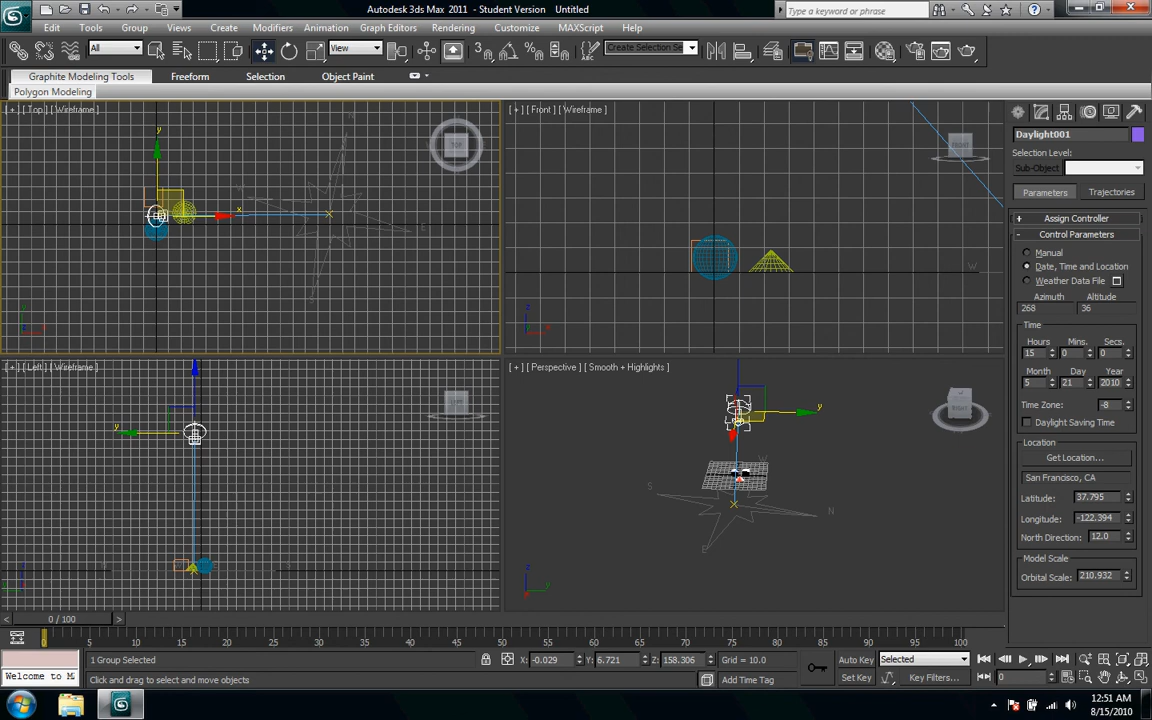 Autodesk 3ds Max 2011 - Student Version Untitled
Type a keyword or phrase
Edit Tools Group Views Create Modifiers Animation Graph Editors Rendering Customize MAXScript Help
All View Create Selection Se
Graphite Modeling Tools Freeform Selection Object Paint
Polygon Modeling
[ + ] [ Top ] [ Wireframe ]
[ + ] [ Front ] [ Wireframe ]
[ + ] [ Left ] [ Wireframe ]
[ + ] [ Perspective ] [ Smooth + Highlights ]
Daylight001
Selection Level:
Sub-Object
Parameters Trajectories
+ Assign Controller
- Control Parameters
Manual
Date, Time and Location
Weather Data File
Azimuth Altitude
268 36
Time
Hours Mins. Secs.
15 0 0
Month Day Year
5 21 2010
Time Zone: -8
Daylight Saving Time
Location
Get Location...
San Francisco, CA
Latitude: 37.795
Longitude: -122.394
North Direction: 12.0
Model Scale
Orbital Scale: 210.932
< 0 / 100 >
0 5 10 15 20 25 30 35 40 45 50 55 60 65 70 75 80 85 90 95 100
1 Group Selected
X: -0.029 Y: 6.721 Z: 158.306 Grid = 10.0
Auto Key Selected
Welcome to M
Click and drag to select and move objects
Add Time Tag
Set Key Key Filters... 0
12:51 AM
8/15/2010